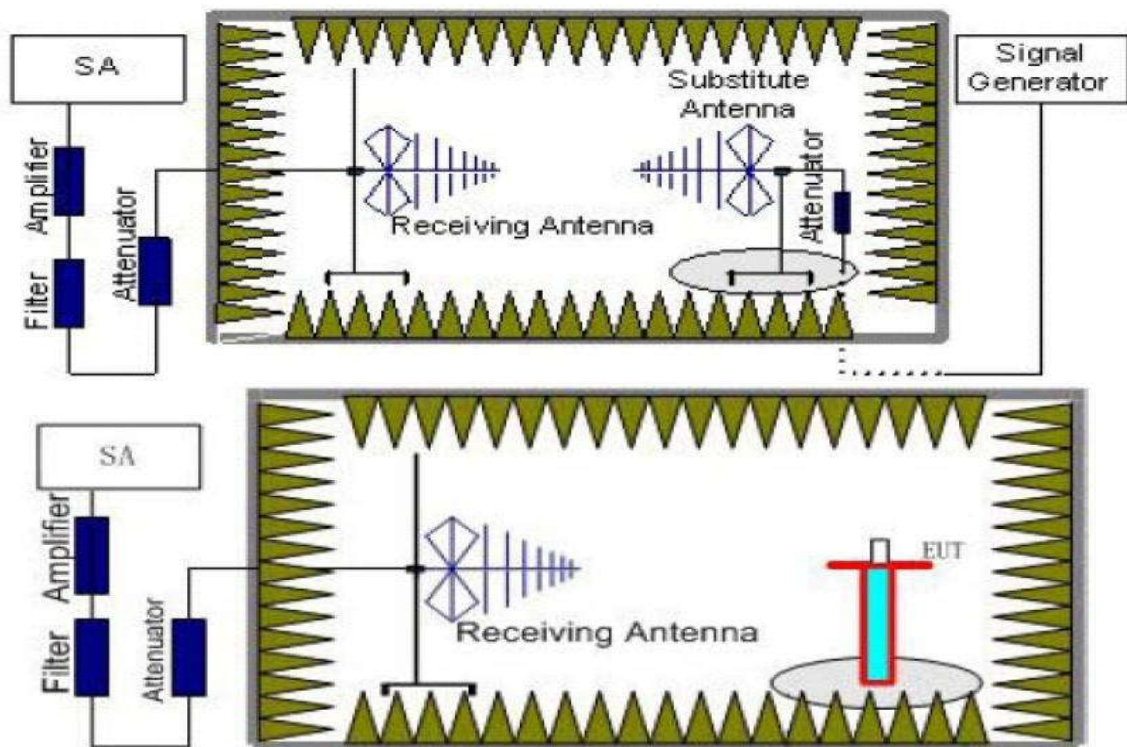 SA
Signal
Generator
Substitute
Antenna
Amplifier
Attenuator
Attenuator
Receiving Antenna
Filter
SA
Amplifier
EUT
Filter
Attenuator
Receiving Antenna